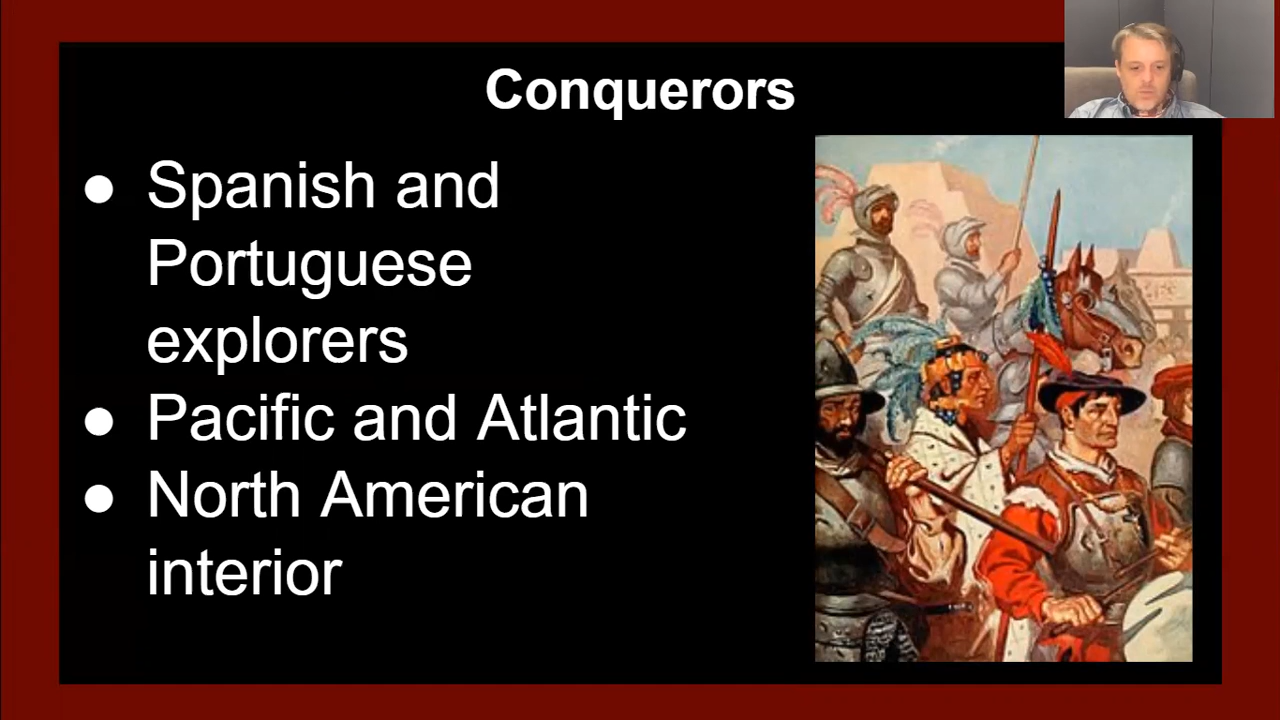 Conquerors
● Spanish and
Portuguese
explorers
● Pacific and Atlantic
● North American
interior